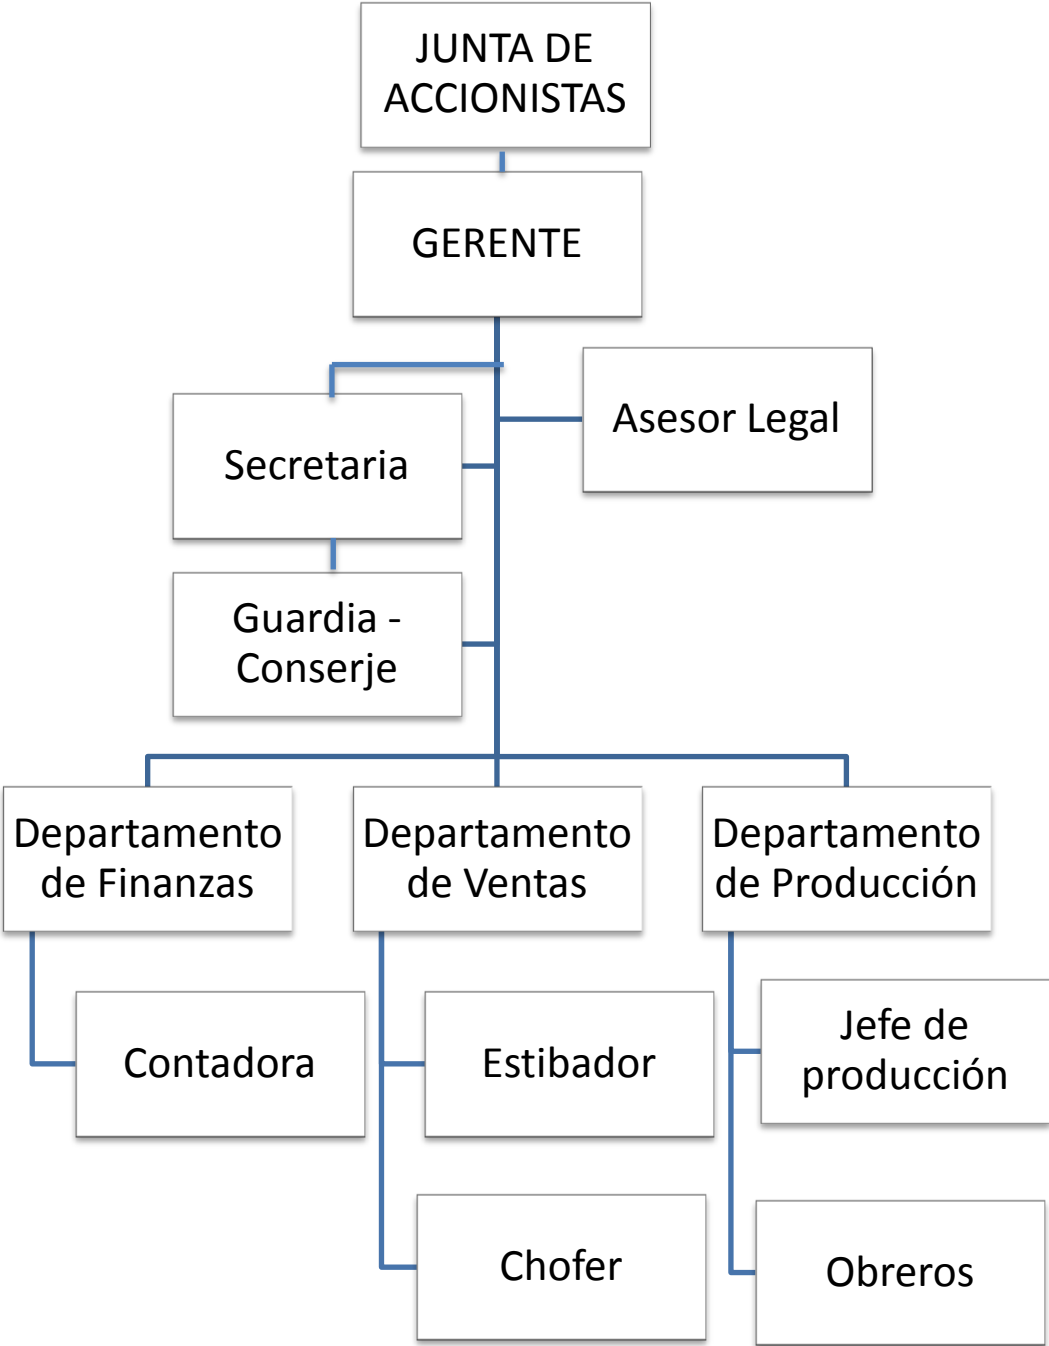 JUNTA DE
ACCIONISTAS
GERENTE
Asesor Legal
Secretaria
Guardia -
Conserje
Departamento
de Finanzas
Departamento
de Ventas
Departamento
de Producción
Contadora
Estibador
Jefe de
producción
Chofer
Obreros